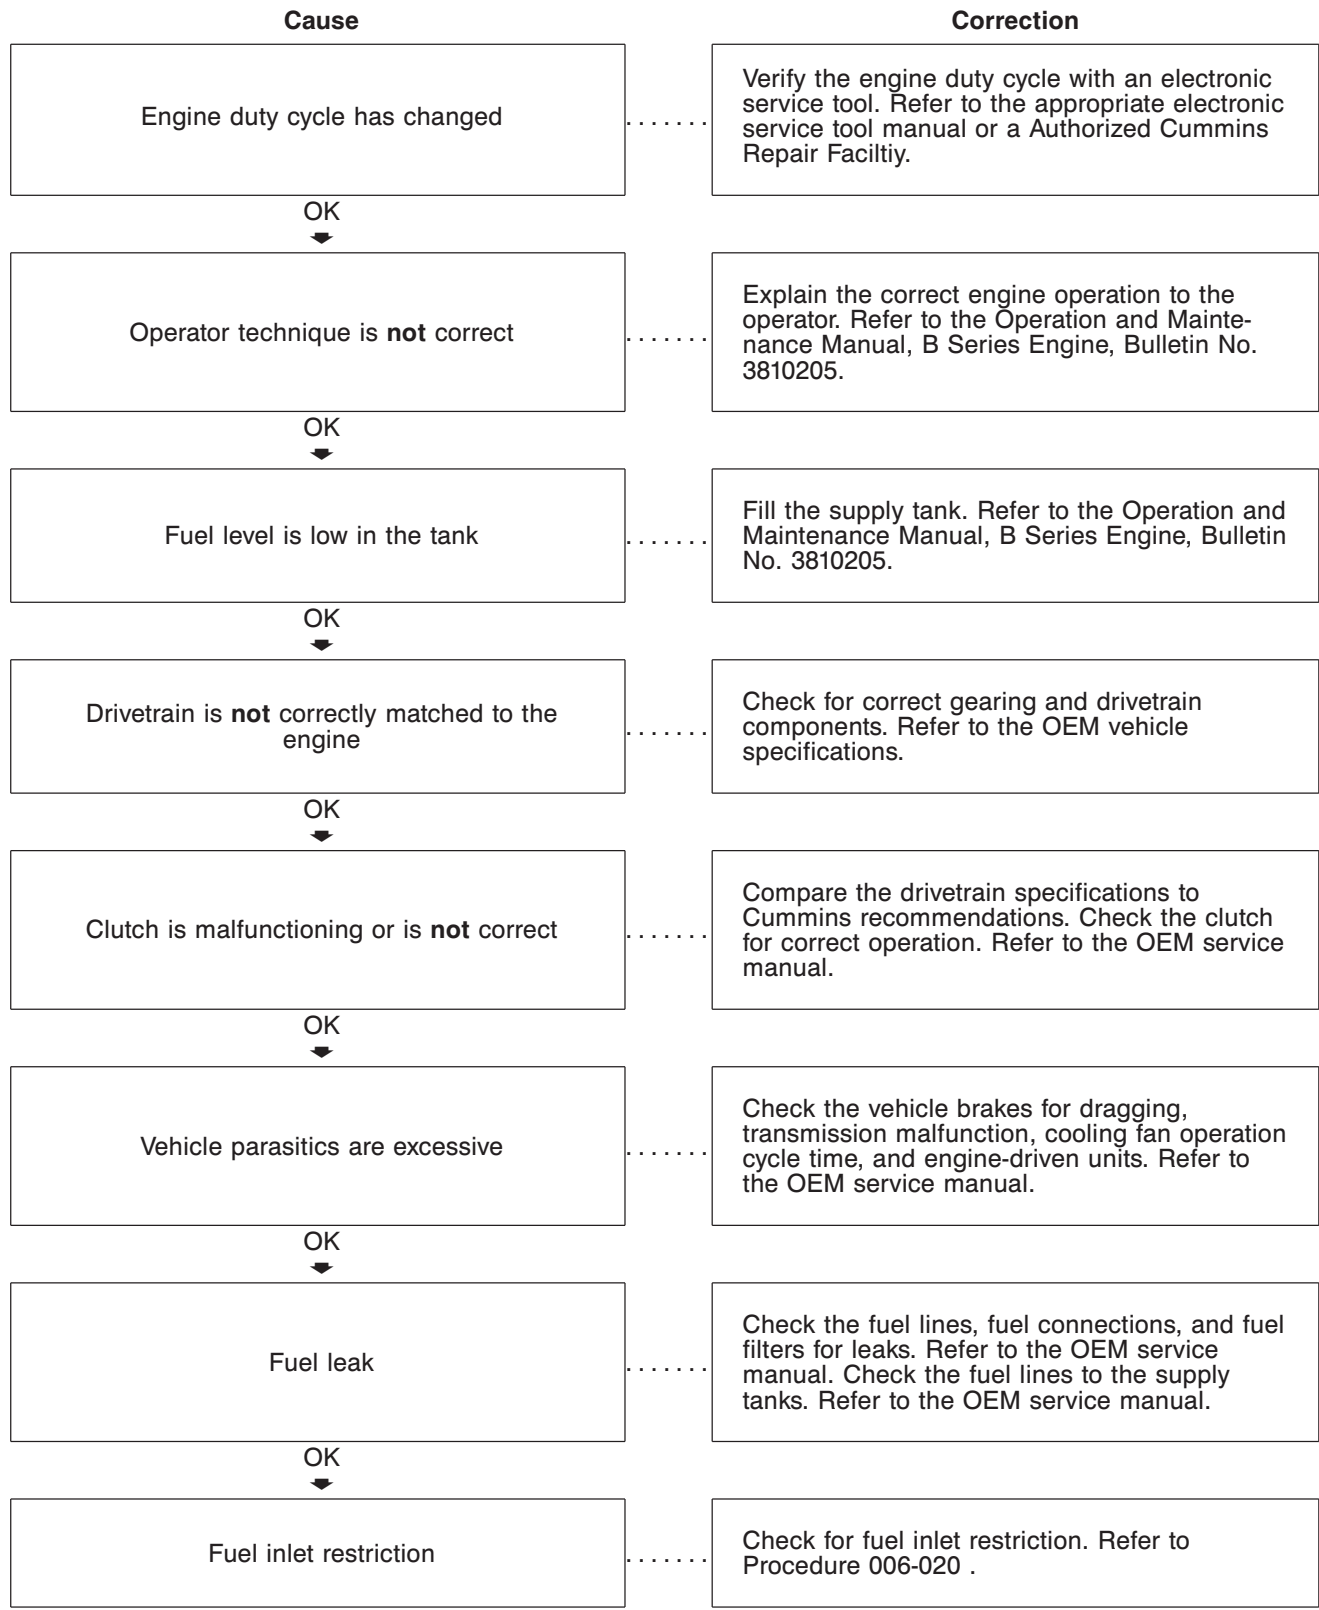 Cause
Correction
Engine duty cycle has changed
.......
Verify the engine duty cycle with an electronic
service tool. Refer to the appropriate electronic
service tool manual or a Authorized Cummins
Repair Faciltiy.
OK
Operator technique is not correct
.......
Explain the correct engine operation to the
operator. Refer to the Operation and Mainte-
nance Manual, B Series Engine, Bulletin No.
3810205.
OK
Fuel level is low in the tank
.......
Fill the supply tank. Refer to the Operation and
Maintenance Manual, B Series Engine, Bulletin
No. 3810205.
OK
Drivetrain is not correctly matched to the
engine
.......
Check for correct gearing and drivetrain
components. Refer to the OEM vehicle
specifications.
OK
Clutch is malfunctioning or is not correct
.......
Compare the drivetrain specifications to
Cummins recommendations. Check the clutch
for correct operation. Refer to the OEM service
manual.
OK
Vehicle parasitics are excessive
.......
Check the vehicle brakes for dragging,
transmission malfunction, cooling fan operation
cycle time, and engine-driven units. Refer to
the OEM service manual.
OK
Fuel leak
.......
Check the fuel lines, fuel connections, and fuel
filters for leaks. Refer to the OEM service
manual. Check the fuel lines to the supply
tanks. Refer to the OEM service manual.
OK
Fuel inlet restriction
.......
Check for fuel inlet restriction. Refer to
Procedure 006-020 .